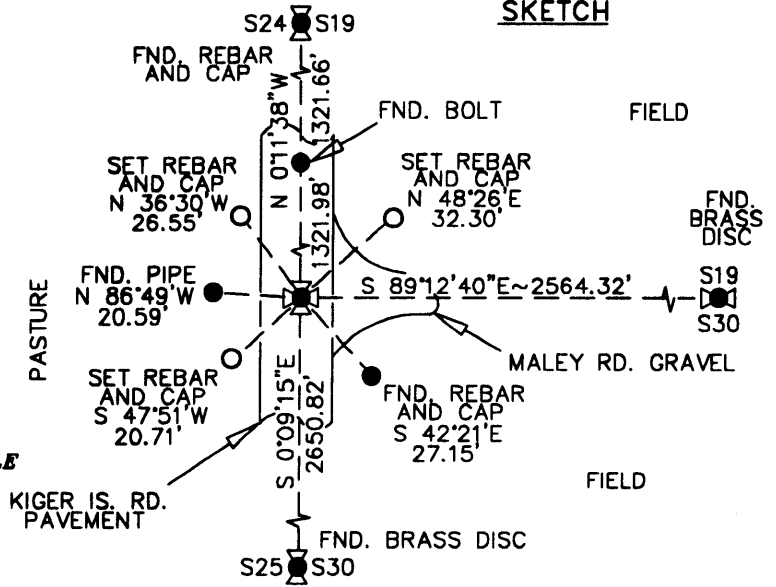 SKETCH
S24 S19
FND. REBAR
AND CAP
N 0°11'38"W
1321.66'
FND. BOLT
FIELD
SET REBAR
AND CAP
N 36°30'W
26.55'
1321.98'
SET REBAR
AND CAP
N 48°26'E
32.30'
FND.
BRASS
DISC
S19
S30
FND. PIPE
N 86°49'W
20.59'
PASTURE
S 89°12'40"E~2564.32'
MALEY RD. GRAVEL
SET REBAR
AND CAP
S 47°51'W
20.71'
S 0°09'15"E
2650.82'
FND. REBAR
AND CAP
S 42°21'E
27.15'
KIGER IS. RD.
PAVEMENT
FIELD
FND. BRASS DISC
S25 S30